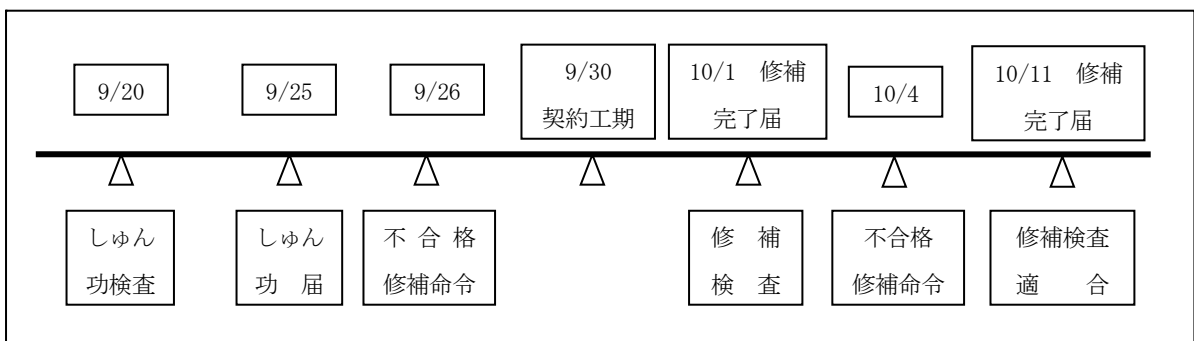 9/20
9/25
9/26
9/30
契約工期
10/1 修補
完了届
10/4
10/11 修補
完了届
しゅん
功検査
しゅん
功 届
不 合 格
修補命令
修 補
検 査
不合格
修補命令
修補検査
適 合